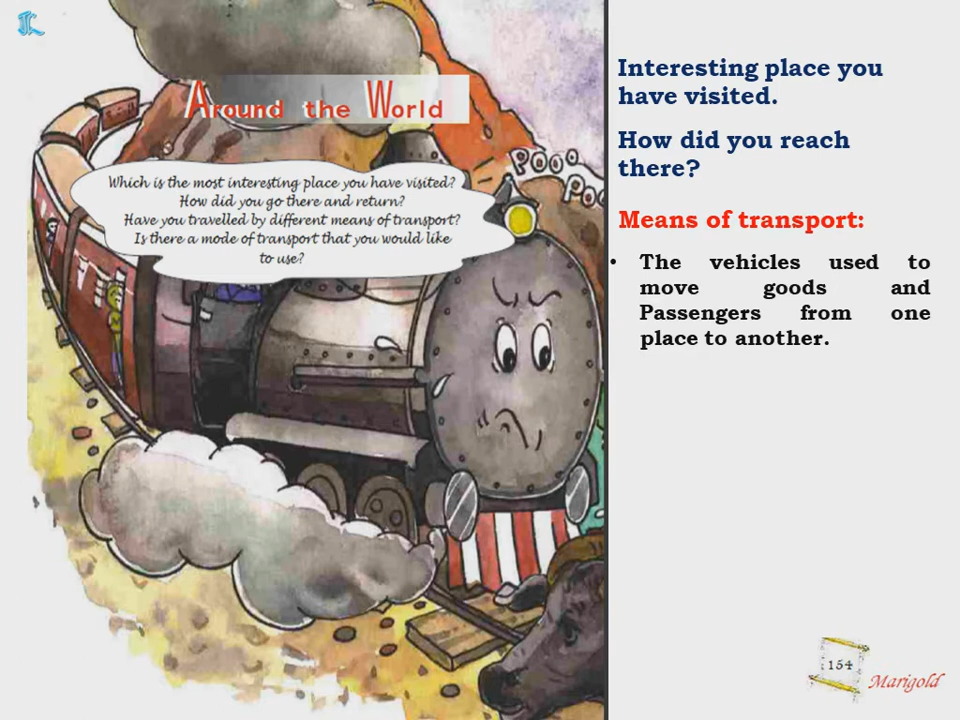 Around the World
Which is the most interesting place you have visited?
How did you go there and return?
Have you travelled by different means of transport?
Is there a mode of transport that you would like
to use?
Pooo
Poo
Interesting place you
have visited.
How did you reach
there?
Means of transport:
• The vehicles used to
move goods and
Passengers from one
place to another.
154
Marigold